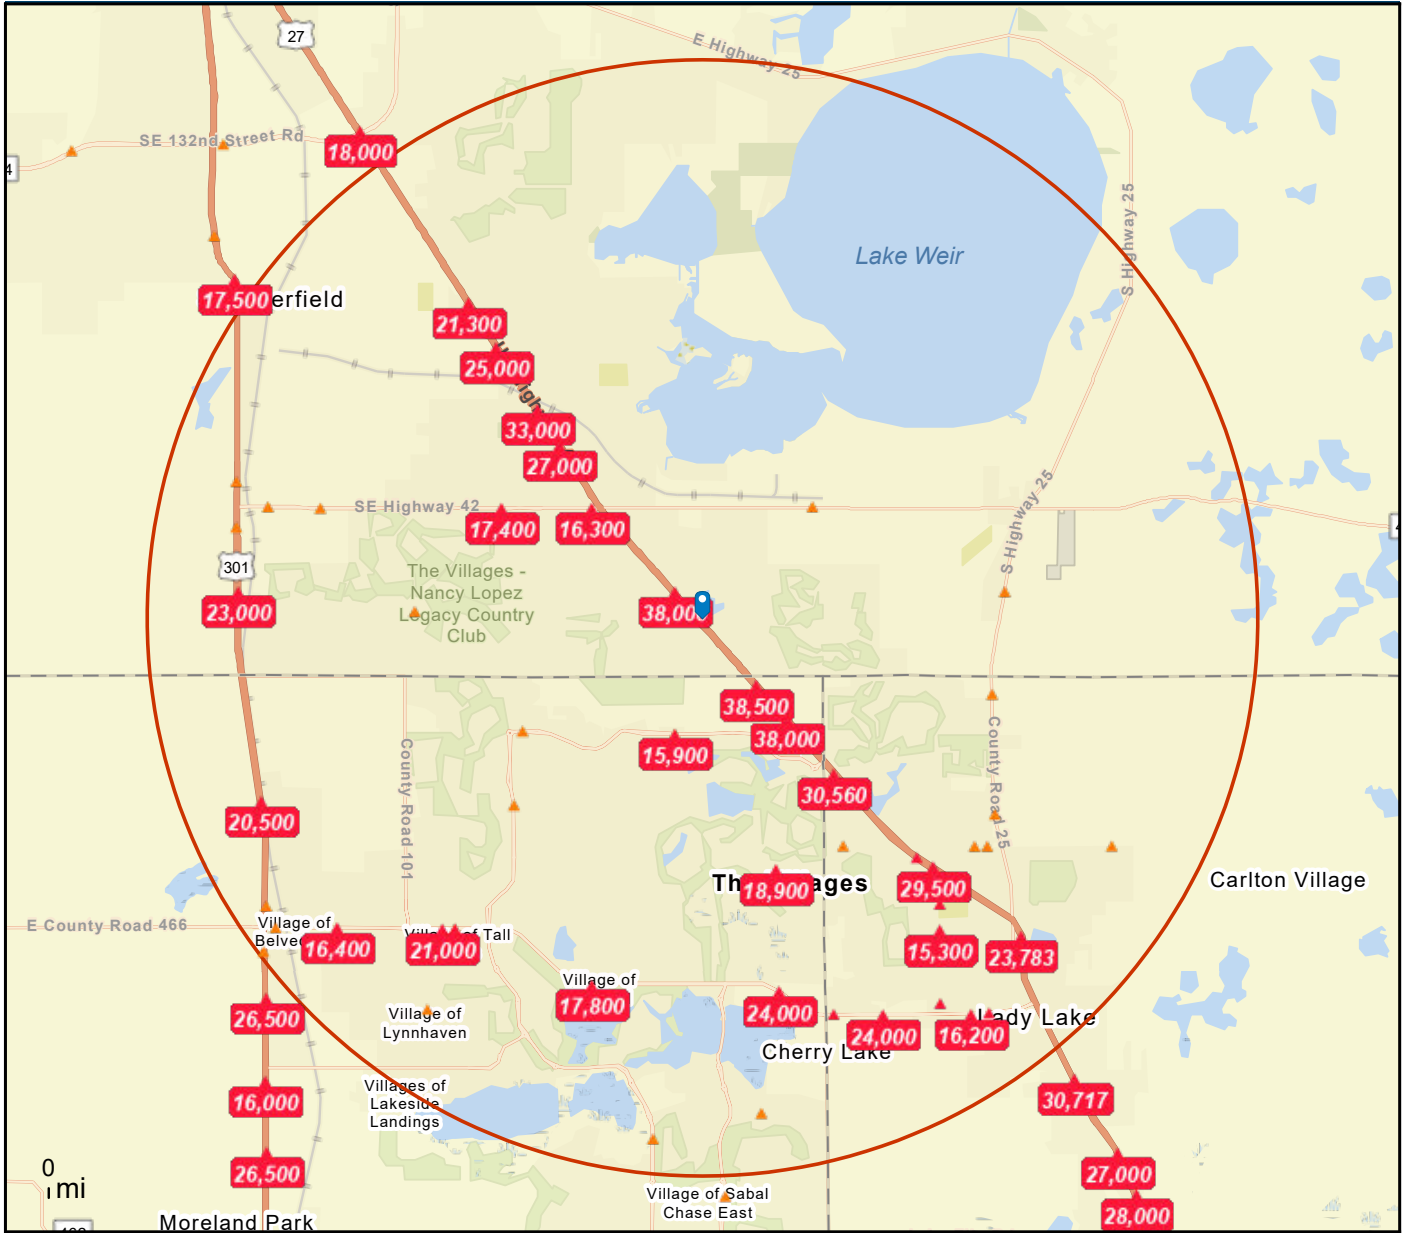 27
E Highway 25
SE 132nd Street Rd
18,000
4
S Highway 25
Lake Weir
17,500
erfield
21,300
25,000
33,000
27,000
SE Highway 42
17,400
16,300
S Highway 25
301
The Villages -
Nancy Lopez
Legacy Country
Club
23,000
38,000
38,500
38,000
15,900
County Road 101
County Road 25
30,560
20,500
The
ages
18,900
29,500
Carlton Village
E County Road 466
Village of
16,400
Tall
21,000
15,300
23,783
Village of
17,800
26,500
Village of
Lynnhaven
24,000
24,000
16,200
Lady Lake
Cherry Lake
Villages of
Lakeside
Landings
16,000
30,717
26,500
27,000
0
mi
Village of Sabal
Chase East
28,000
Moreland Park